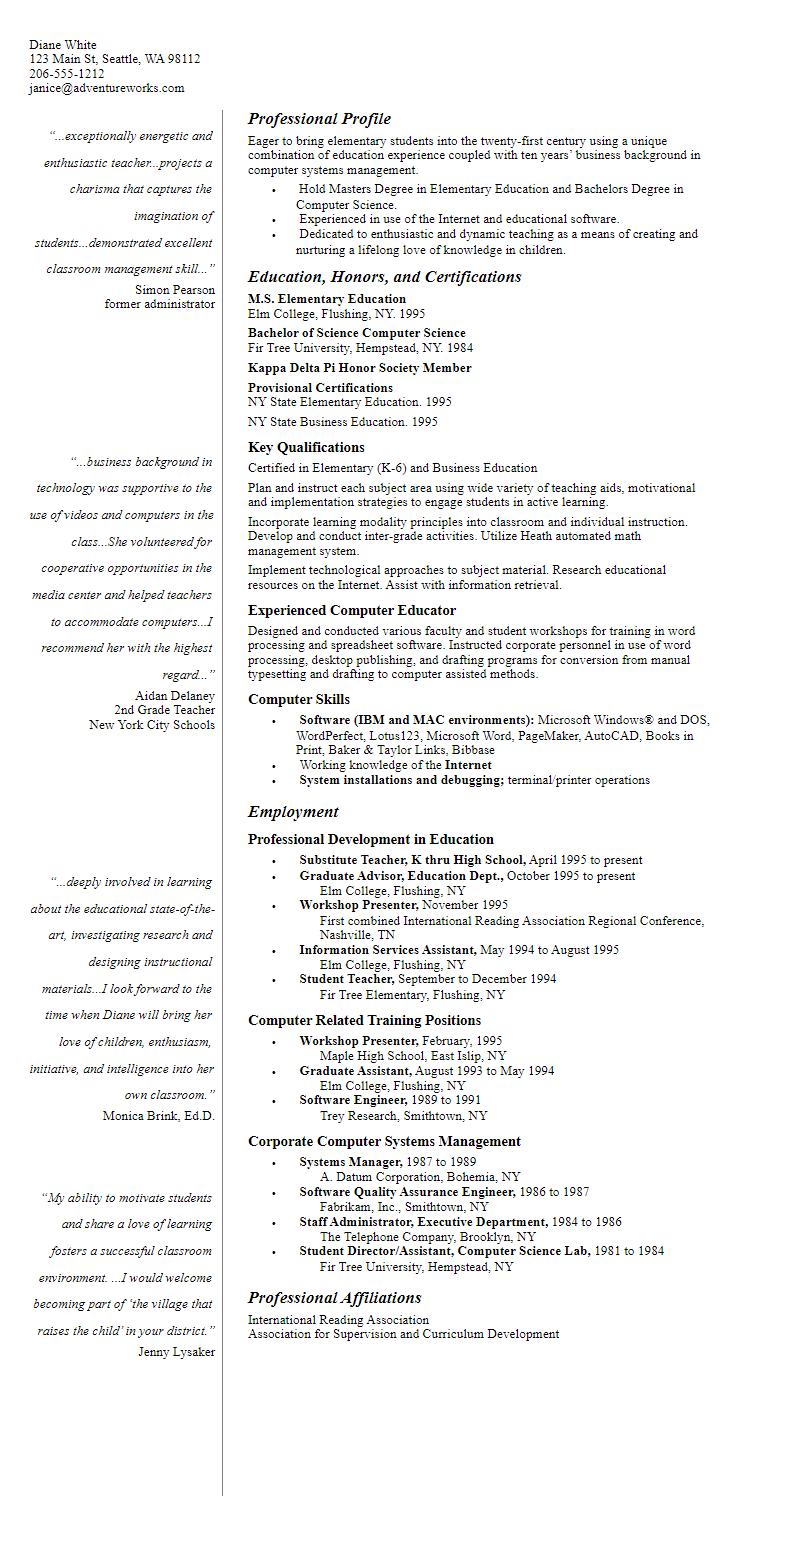 Diane White
123 Main St, Seattle, WA 98112
206-555-1212
janice@adventureworks.com
“...exceptionally energetic and
enthusiastic teacher...projects a
charisma that captures the
imagination of
students...demonstrated excellent
classroom management skill...”
Simon Pearson
former administrator
“...business background in
technology was supportive to the
use of videos and computers in the
class...She volunteered for
cooperative opportunities in the
media center and helped teachers
to accommodate computers...I
recommend her with the highest
regard...”
Aidan Delaney
2nd Grade Teacher
New York City Schools
“...deeply involved in learning
about the educational state-of-the-
art, investigating research and
designing instructional
materials...I look forward to the
time when Diane will bring her
love of children, enthusiasm,
initiative, and intelligence into her
own classroom.”
Monica Brink, Ed.D.
“My ability to motivate students
and share a love of learning
fosters a successful classroom
environment. ...I would welcome
becoming part of ‘the village that
raises the child’ in your district.”
Jenny Lysaker
Professional Profile
Eager to bring elementary students into the twenty-first century using a unique
combination of education experience coupled with ten years’ business background in
computer systems management.
• Hold Masters Degree in Elementary Education and Bachelors Degree in
Computer Science.
• Experienced in use of the Internet and educational software.
• Dedicated to enthusiastic and dynamic teaching as a means of creating and
nurturing a lifelong love of knowledge in children.
Education, Honors, and Certifications
M.S. Elementary Education
Elm College, Flushing, NY. 1995
Bachelor of Science Computer Science
Fir Tree University, Hempstead, NY. 1984
Kappa Delta Pi Honor Society Member
Provisional Certifications
NY State Elementary Education. 1995
NY State Business Education. 1995
Key Qualifications
Certified in Elementary (K-6) and Business Education
Plan and instruct each subject area using wide variety of teaching aids, motivational
and implementation strategies to engage students in active learning.
Incorporate learning modality principles into classroom and individual instruction.
Develop and conduct inter-grade activities. Utilize Heath automated math
management system.
Implement technological approaches to subject material. Research educational
resources on the Internet. Assist with information retrieval.
Experienced Computer Educator
Designed and conducted various faculty and student workshops for training in word
processing and spreadsheet software. Instructed corporate personnel in use of word
processing, desktop publishing, and drafting programs for conversion from manual
typesetting and drafting to computer assisted methods.
Computer Skills
• Software (IBM and MAC environments): Microsoft Windows® and DOS,
WordPerfect, Lotus123, Microsoft Word, PageMaker, AutoCAD, Books in
Print, Baker & Taylor Links, Bibbase
• Working knowledge of the Internet
• System installations and debugging; terminal/printer operations
Employment
Professional Development in Education
• Substitute Teacher, K thru High School, April 1995 to present
• Graduate Advisor, Education Dept., October 1995 to present
Elm College, Flushing, NY
• Workshop Presenter, November 1995
First combined International Reading Association Regional Conference,
Nashville, TN
• Information Services Assistant, May 1994 to August 1995
Elm College, Flushing, NY
• Student Teacher, September to December 1994
Fir Tree Elementary, Flushing, NY
Computer Related Training Positions
• Workshop Presenter, February, 1995
Maple High School, East Islip, NY
• Graduate Assistant, August 1993 to May 1994
Elm College, Flushing, NY
• Software Engineer, 1989 to 1991
Trey Research, Smithtown, NY
Corporate Computer Systems Management
• Systems Manager, 1987 to 1989
A. Datum Corporation, Bohemia, NY
• Software Quality Assurance Engineer, 1986 to 1987
Fabrikam, Inc., Smithtown, NY
• Staff Administrator, Executive Department, 1984 to 1986
The Telephone Company, Brooklyn, NY
• Student Director/Assistant, Computer Science Lab, 1981 to 1984
Fir Tree University, Hempstead, NY
Professional Affiliations
International Reading Association
Association for Supervision and Curriculum Development